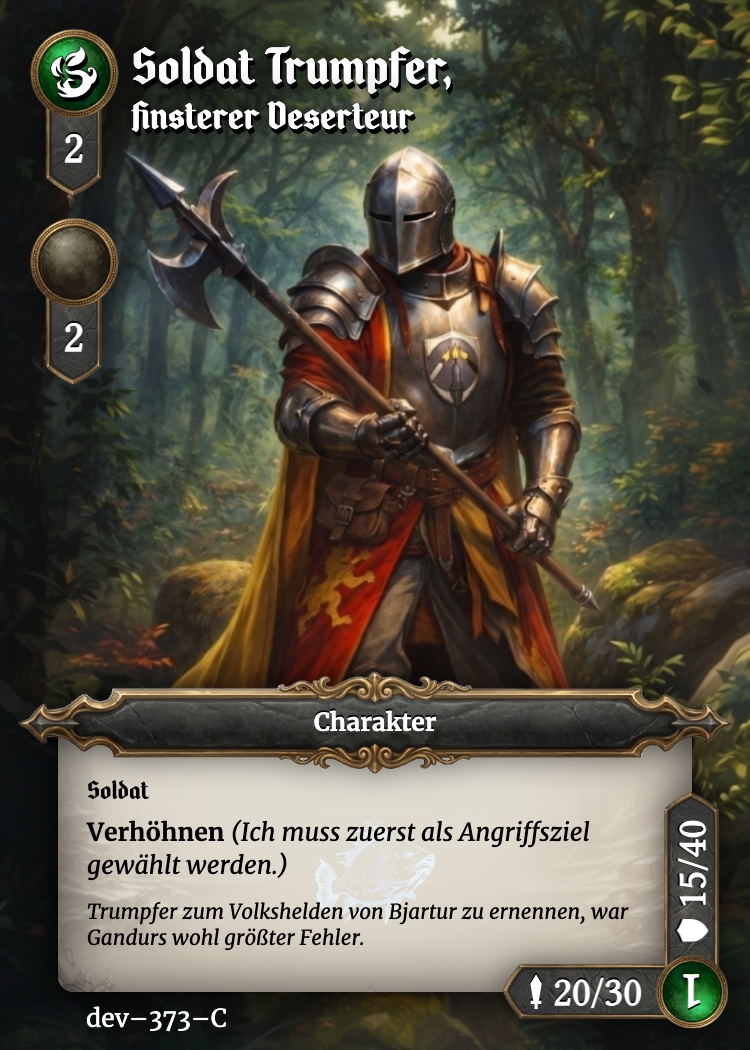 Soldat Trumpfer,
finsterer Deserteur
2
2
Charakter
Soldat
Verhöhnen (Ich muss zuerst als Angriffsziel
gewählt werden.)
Trumpfer zum Volkshelden von Bjartur zu ernennen, war
Gandurs wohl größter Fehler.
15/40
20/30
1
dev–373–C